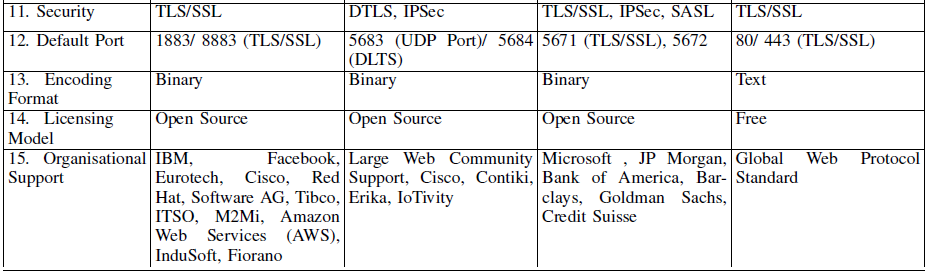 11. Security TLS/SSL DTLS, IPSec TLS/SSL, IPSec, SASL TLS/SSL
12. Default Port 1883/ 8883 (TLS/SSL) 5683 (UDP Port)/ 5684 (DLTS) 5671 (TLS/SSL), 5672 80/ 443 (TLS/SSL)
13. Encoding Format Binary Binary Binary Text
14. Licensing Model Open Source Open Source Open Source Free
15. Organisational Support
IBM, Facebook,
Eurotech, Cisco, Red
Hat, Software AG, Tibco,
ITSO, M2Mi, Amazon
Web Services (AWS),
InduSoft, Fiorano
Large Web Community
Support, Cisco, Contiki,
Erika, IoTivity
Microsoft , JP Morgan,
Bank of America, Bar-
clays, Goldman Sachs,
Credit Suisse
Global Web Protocol
Standard